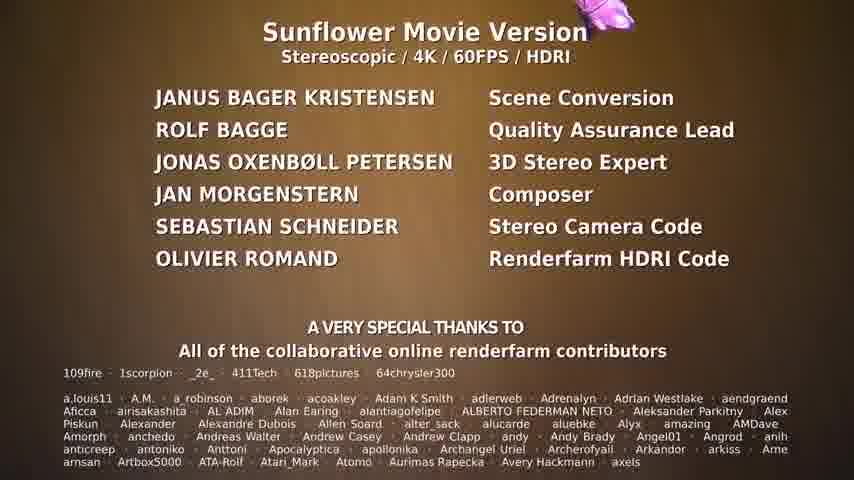 Sunflower Movie Version
Stereoscopic / 4K / 60FPS / HDRI
JANUS BAGER KRISTENSEN Scene Conversion
ROLF BAGGE Quality Assurance Lead
JONAS OXENBØLL PETERSEN 3D Stereo Expert
JAN MORGENSTERN Composer
SEBASTIAN SCHNEIDER Stereo Camera Code
OLIVIER ROMAND Renderfarm HDRI Code
A VERY SPECIAL THANKS TO
All of the collaborative online renderfarm contributors
109fire · 1scorpion · _2e_ · 411Tech · 618pictures · 64chrysler300
a.louis11 · A.M. · a_robinson · aborek · acoakley · Adam K Smith · adlerweb · Adrenalyn · Adrian Westlake · aendgraend
Aficca · airisakashita · AL ADIM · Alan Earing · alantiagofelipe · ALBERTO FEDERMAN NETO · Aleksander Parkitny · Alex
Piskun · Alexander · Alexandre Dubois · Allen Soard · alter_sack · alucarde · aluebke · Alyx · amazing · AMDave
Amorph · anchedo · Andreas Walter · Andrew Casey · Andrew Clapp · andy · Andy Brady · Angel01 · Angrod · anih
anticreep · antoniko · Anttoni · Apocalyptica · apollonika · Archangel Uriel · Archerofyail · Arkandor · arkiss · Arne
arnsan · Artbox5000 · ATA-Rolf · Atari_Mark · Atomo · Aurimas Rapecka · Avery Hackmann · axels